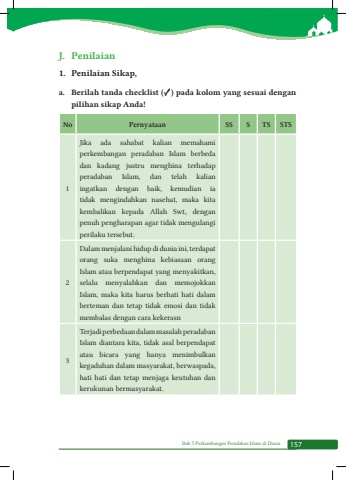 J. Penilaian
1. Penilaian Sikap,
a. Berilah tanda checklist (✓) pada kolom yang sesuai dengan
pilihan sikap Anda!
No Pernyataan SS S TS STS
Jika ada sahabat kalian memahami
perkembangan peradaban Islam berbeda
dan kadang justru menghina terhadap
peradaban Islam, dan telah kalian
1 ingatkan dengan baik, kemudian ia
tidak mengindahkan nasehat, maka kita
kembalikan kepada Allah Swt, dengan
penuh pengharapan agar tidak mengulangi
perilaku tersebut.
Dalam menjalani hidup di dunia ini, terdapat
orang suka menghina kebiasaan orang
Islam atau berpendapat yang menyakitkan,
2 selalu menyalahkan dan memojokkan
Islam, maka kita harus berhati hati dalam
berteman dan tetap tidak emosi dan tidak
membalas dengan cara kekerasn
Terjadi perbedaan dalam masalah peradaban
Islam diantara kita, tidak asal berpendapat
atau bicara yang hanya menimbulkan
3 kegaduhan dalam masyarakat, berwaspada,
hati hati dan tetap menjaga keutuhan dan
kerukunan bermasyarakat.
Bab 5 Perkembangan Peradaban Islam di Dunia 157